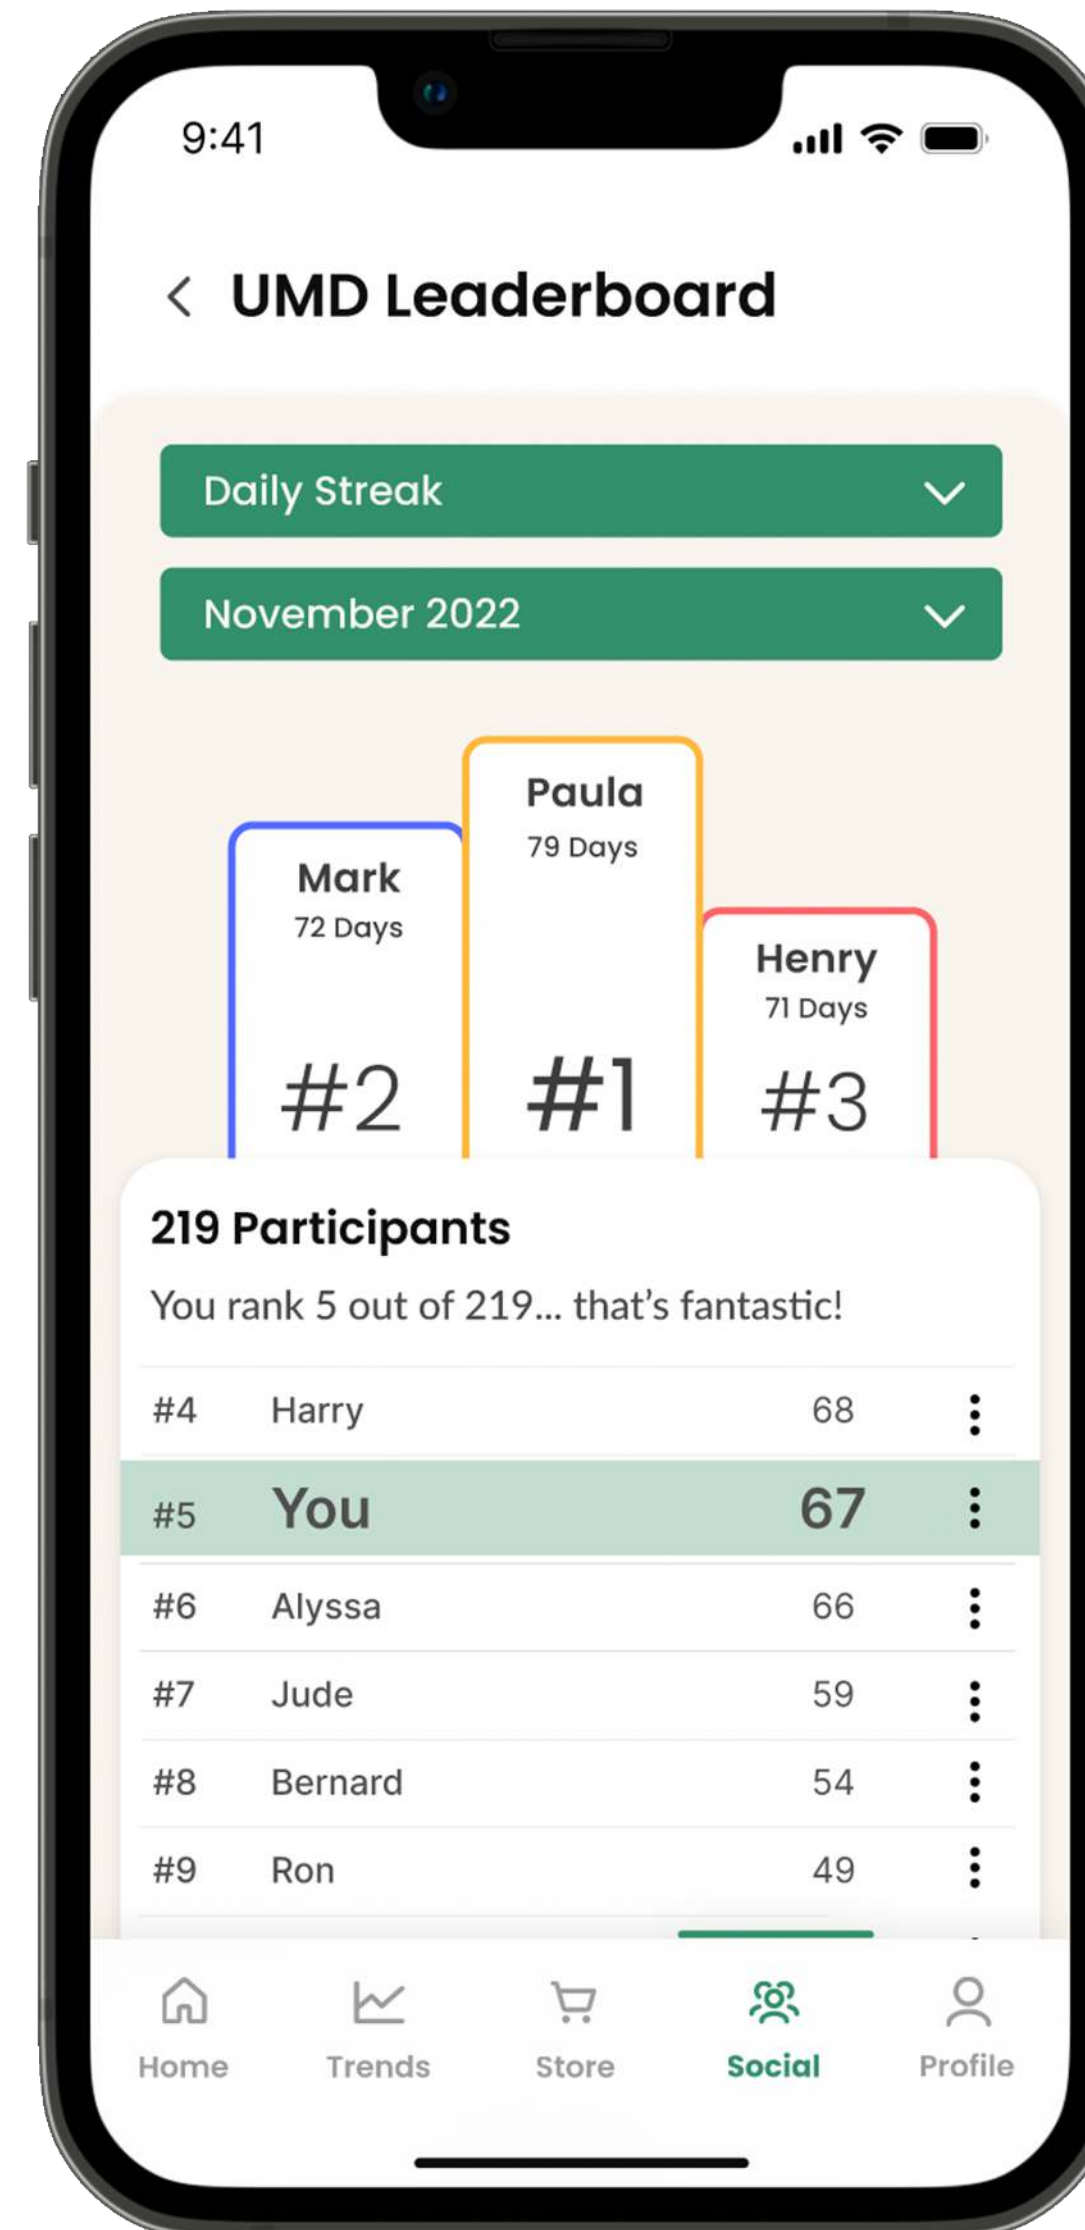 9:41
UMD Leaderboard
Daily Streak
November 2022
Paula
79 Days
Mark
72 Days
Henry
71 Days
#2 #1 #3
219 Participants
You rank 5 out of 219... that's fantastic!
#4 Harry 68
#5 You 67
#6 Alyssa 66
#7 Jude 59
#8 Bernard 54
#9 Ron 49
Home Trends Store Social Profile